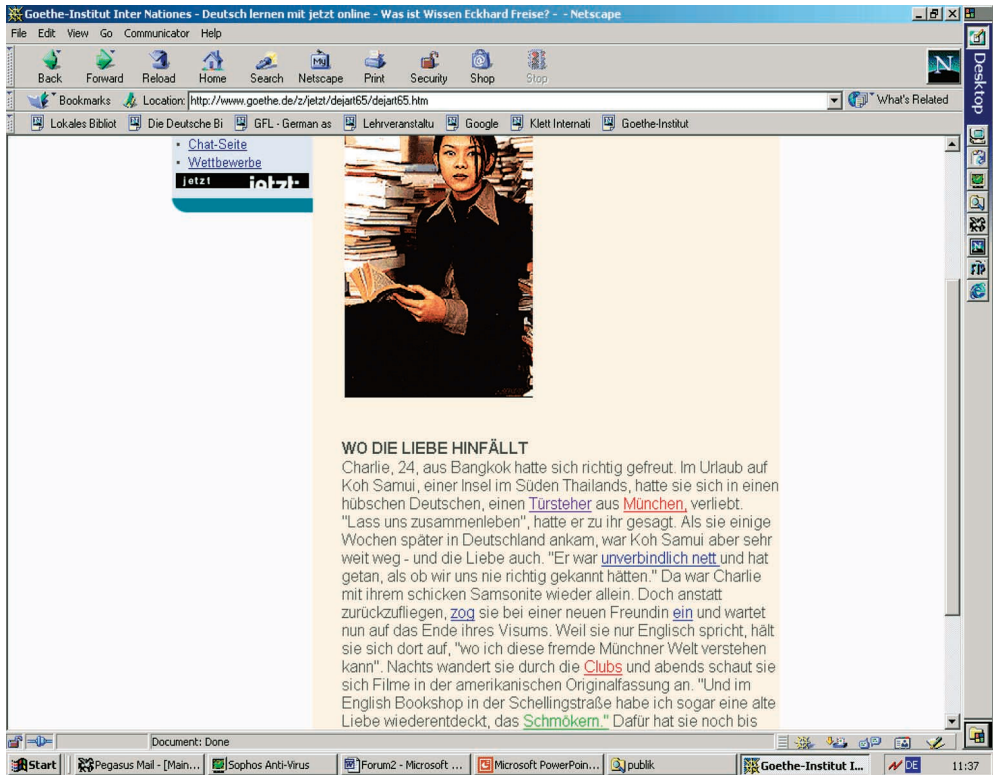 Goethe-Institut Inter Nationes - Deutsch lernen mit jetzt online - Was ist Wissen Eckhard Freise? - - Netscape
File Edit View Go Communicator Help
Back Forward Reload Home Search Netscape Print Security Shop Stop
Bookmarks Location: http://www.goethe.de/z/jetzt/dejart65/dejart65.htm What's Related
Lokales Bibliot Die Deutsche Bi GFL - German as Lehrveranstaltu Google Klett Internati Goethe-Institut
Desktop
Chat-Seite
Wettbewerbe
jetzt jetzt:
WO DIE LIEBE HINFÄLLT
Charlie, 24, aus Bangkok hatte sich richtig gefreut. Im Urlaub auf
Koh Samui, einer Insel im Süden Thailands, hatte sie sich in einen
hübschen Deutschen, einen Türsteher aus München, verliebt.
"Lass uns zusammenleben", hatte er zu ihr gesagt. Als sie einige
Wochen später in Deutschland ankam, war Koh Samui aber sehr
weit weg - und die Liebe auch. "Er war unverbindlich nett und hat
getan, als ob wir uns nie richtig gekannt hätten." Da war Charlie
mit ihrem schicken Samsonite wieder allein. Doch anstatt
zurückzufliegen, zog sie bei einer neuen Freundin ein und wartet
nun auf das Ende ihres Visums. Weil sie nur Englisch spricht, hält
sie sich dort auf, "wo ich diese fremde Münchner Welt verstehen
kann". Nachts wandert sie durch die Clubs und abends schaut sie
sich Filme in der amerikanischen Originalfassung an. "Und im
English Bookshop in der Schellingstraße habe ich sogar eine alte
Liebe wiederentdeckt, das Schmökern." Dafür hat sie noch bis
Document: Done
Start Pegasus Mail - [Main... Sophos Anti-Virus Forum2 - Microsoft ... Microsoft PowerPoin... publik Goethe-Institut I... DE 11:37